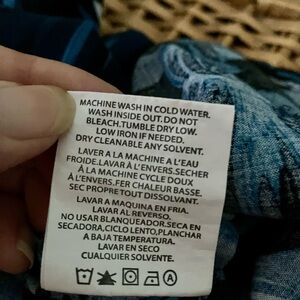 MACHINE WASH IN COLD WATER.
WASH INSIDE OUT. DO NOT
BLEACH.TUMBLE DRY LOW.
LOW IRON IF NEEDED.
DRY CLEANABLE ANY SOLVENT.
LAVER A LA MACHINE A L'EAU
FROIDE.LAVER À L'ENVERS.SECHER
À LA MACHINE CYCLE DOUX
À L'ENVERS.FER CHALEUR BASSE.
SEC PROPRE TOUT DISSOLVANT.
LAVAR A MAQUINA EN FRIA.
LAVAR AL REVERSO.
NO USAR BLANQUEADOR.SECA EN
SECADORA,CICLO LENTO,PLANCHAR
A BAJA TEMPERATURA.
LAVAR EN SECO
CUALQUIER SOLVENTE.
A